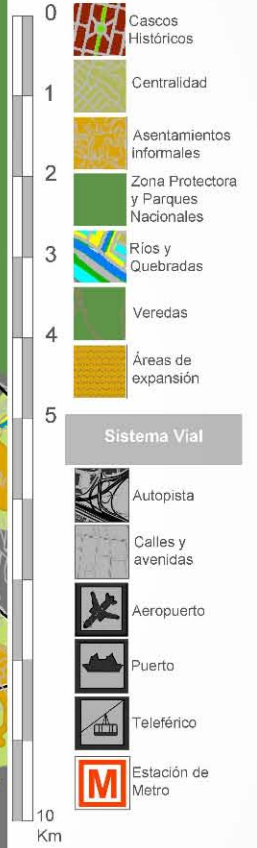 0
Cascos
Históricos
Centralidad
1
Asentamientos
informales
2
Zona Protectora
y Parques
Nacionales
3
Ríos y
Quebradas
Veredas
4
Áreas de
expansión
5
Sistema Vial
Autopista
Calles y
avenidas
Aeropuerto
Puerto
Teleférico
M
Estación de
Metro
10
Km